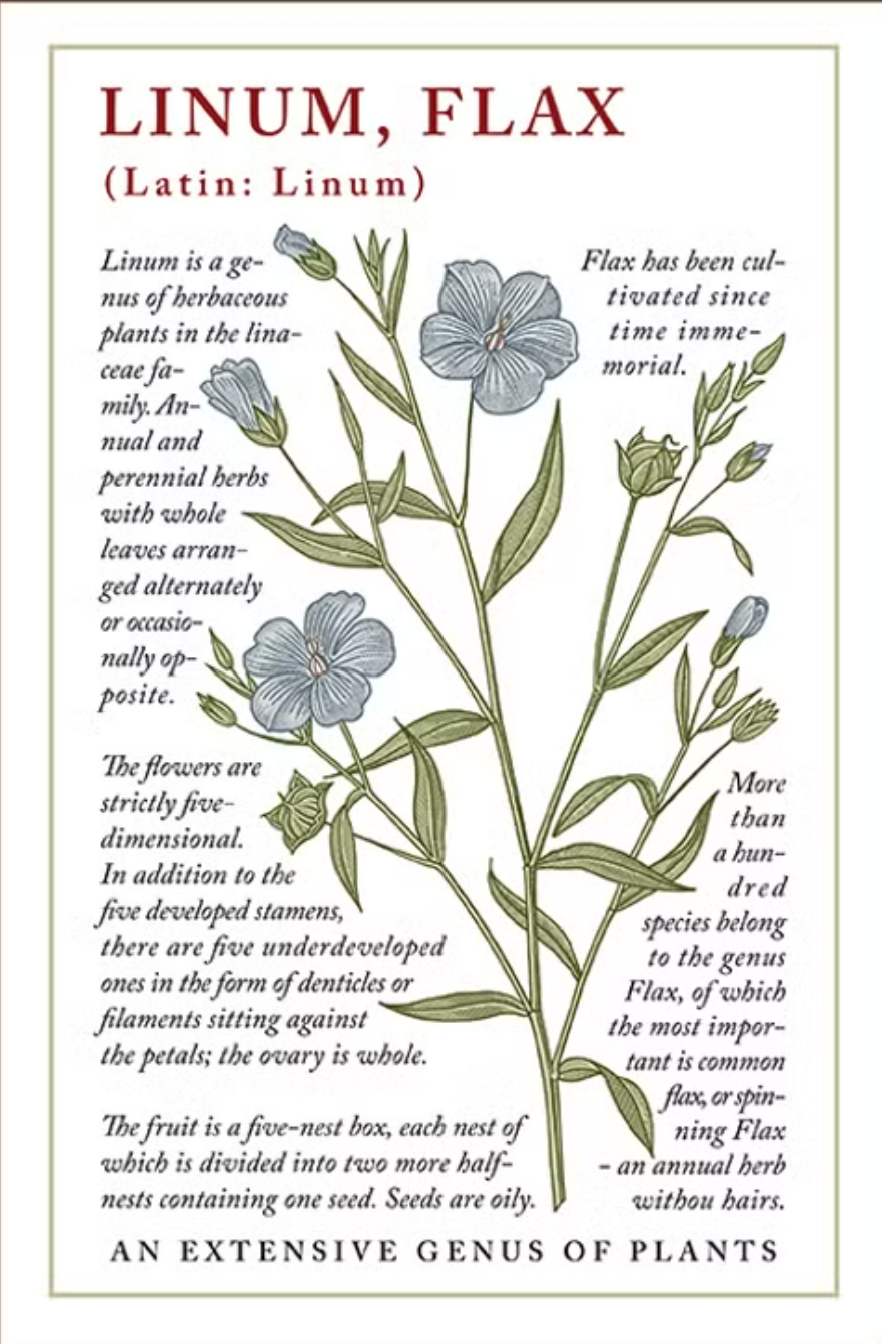 LINUM, FLAX
(Latin: Linum)
Linum is a ge-
nus of herbaceous
plants in the lina-
ceae fa-
mily. An-
nual and
perennial herbs
with whole
leaves arran-
ged alternately
or occasio-
nally op-
posite.
The flowers are
strictly five-
dimensional.
In addition to the
five developed stamens,
there are five underdeveloped
ones in the form of denticles or
filaments sitting against
the petals; the ovary is whole.
The fruit is a five-nest box, each nest of
which is divided into two more half-
nests containing one seed. Seeds are oily.
Flax has been cul-
tivated since
time imme-
morial.
More
than
a hun-
dred
species belong
to the genus
Flax, of which
the most impor-
tant is common
flax, or spin-
ning Flax
- an annual herb
withou hairs.
AN EXTENSIVE GENUS OF PLANTS